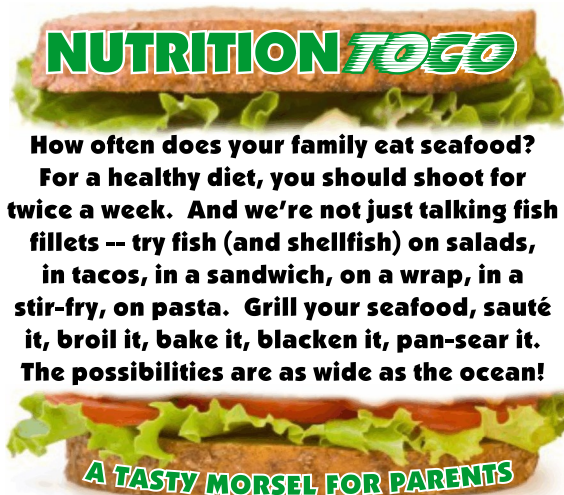 NUTRITION TO GO
How often does your family eat seafood?
For a healthy diet, you should shoot for
twice a week.  And we're not just talking fish
fillets -- try fish (and shellfish) on salads,
in tacos, in a sandwich, on a wrap, in a
stir-fry, on pasta.  Grill your seafood, sauté
it, broil it, bake it, blacken it, pan-sear it.
The possibilities are as wide as the ocean!
A TASTY MORSEL FOR PARENTS